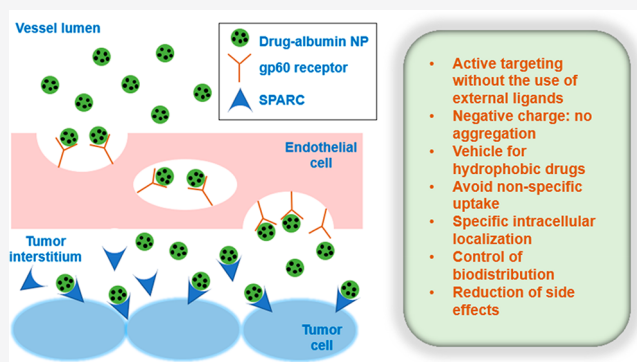 Vessel lumen
Drug-albumin NP
gp60 receptor
SPARC
Endothelial
cell
Tumor
interstitium
Tumor
cell
• Active targeting
without the use of
external ligands
• Negative charge: no
aggregation
• Vehicle for
hydrophobic drugs
• Avoid non-specific
uptake
• Specific intracellular
localization
• Control of
biodistribution
• Reduction of side
effects